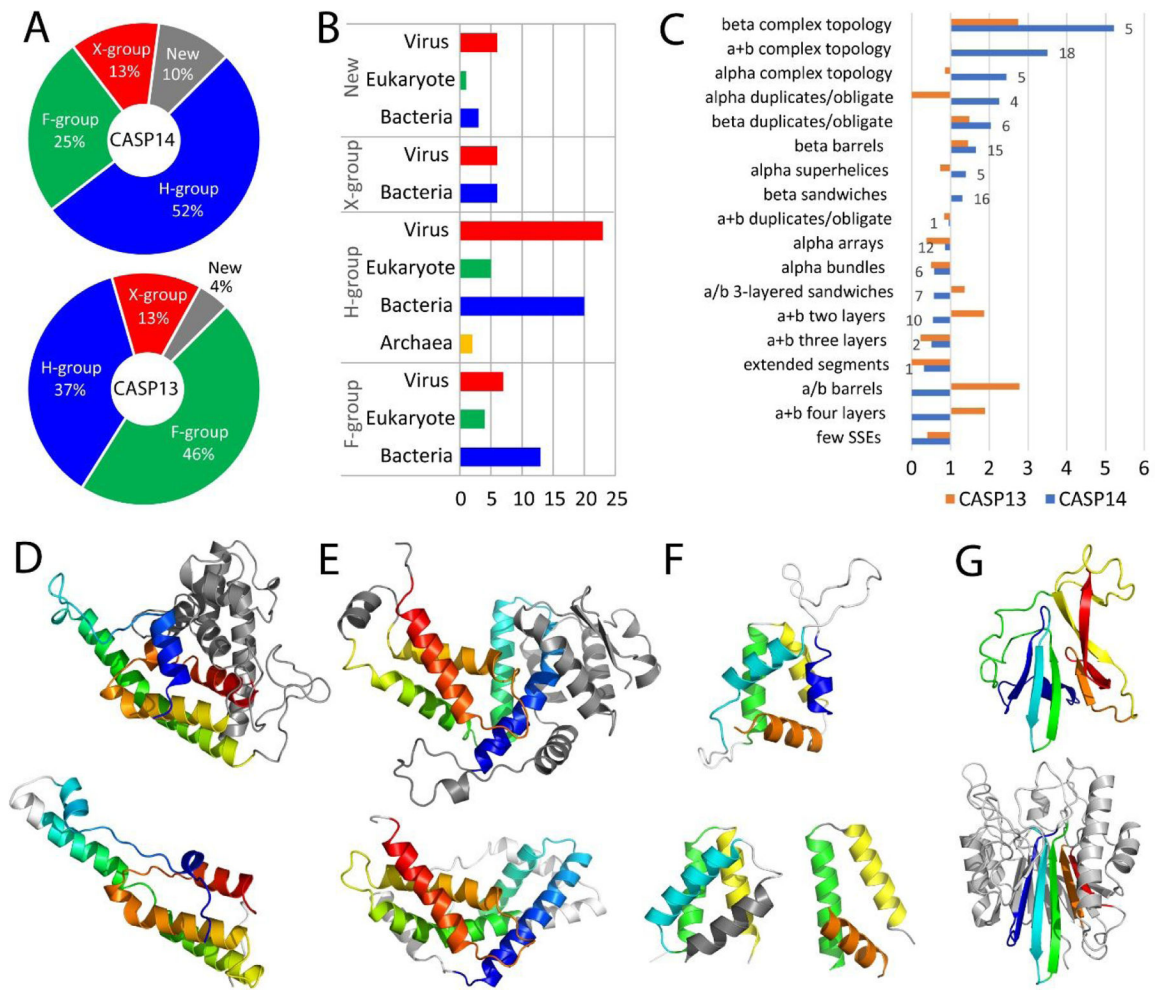 A
New
10%
X-group
13%
F-group
25%
CASP14
H-group
52%
New
4%
X-group
13%
H-group
37%
CASP13
F-group
46%
B
New
Virus
Eukaryote
Bacteria
X-group
Virus
Bacteria
H-group
Virus
Eukaryote
Bacteria
Archaea
F-group
Virus
Eukaryote
Bacteria
0 5 10 15 20 25
C
beta complex topology 5
a+b complex topology 18
alpha complex topology 5
alpha duplicates/obligate 4
beta duplicates/obligate 6
beta barrels 15
alpha superhelices 5
beta sandwiches 16
a+b duplicates/obligate 1
alpha arrays 12
alpha bundles 6
a/b 3-layered sandwiches 7
a+b two layers 10
a+b three layers 2
extended segments 1
a/b barrels
a+b four layers
few SSEs
0 1 2 3 4 5 6
CASP13 CASP14
D
E
F
G